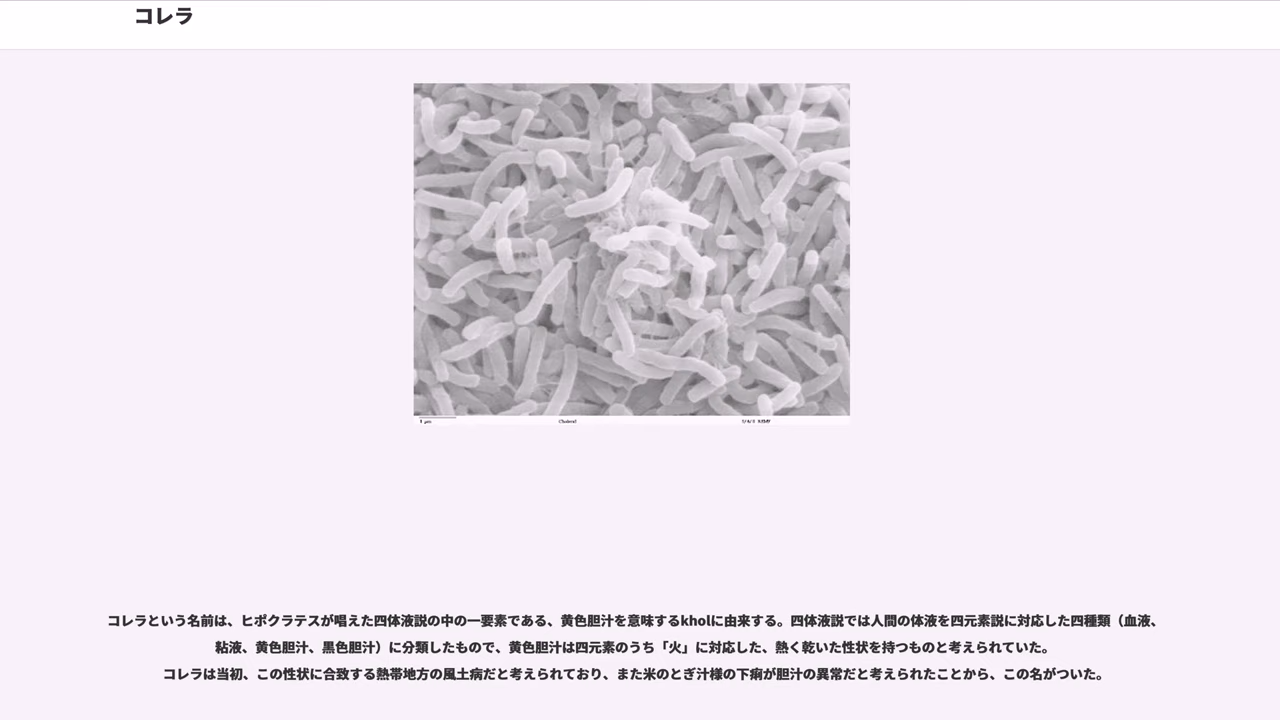 コレラ
1 μm
Cholera1
コレラという名前は、ヒポクラテスが唱えた四体液説の中の一要素である、黄色胆汁を意味するkholに由来する。四体液説では人間の体液を四元素説に対応した四種類（血液、
粘液、黄色胆汁、黒色胆汁）に分類したもので、黄色胆汁は四元素のうち「火」に対応した、熱く乾いた性状を持つものと考えられていた。
コレラは当初、この性状に合致する熱帯地方の風土病だと考えられており、また米のとぎ汁様の下痢が胆汁の異常だと考えられたことから、この名がついた。